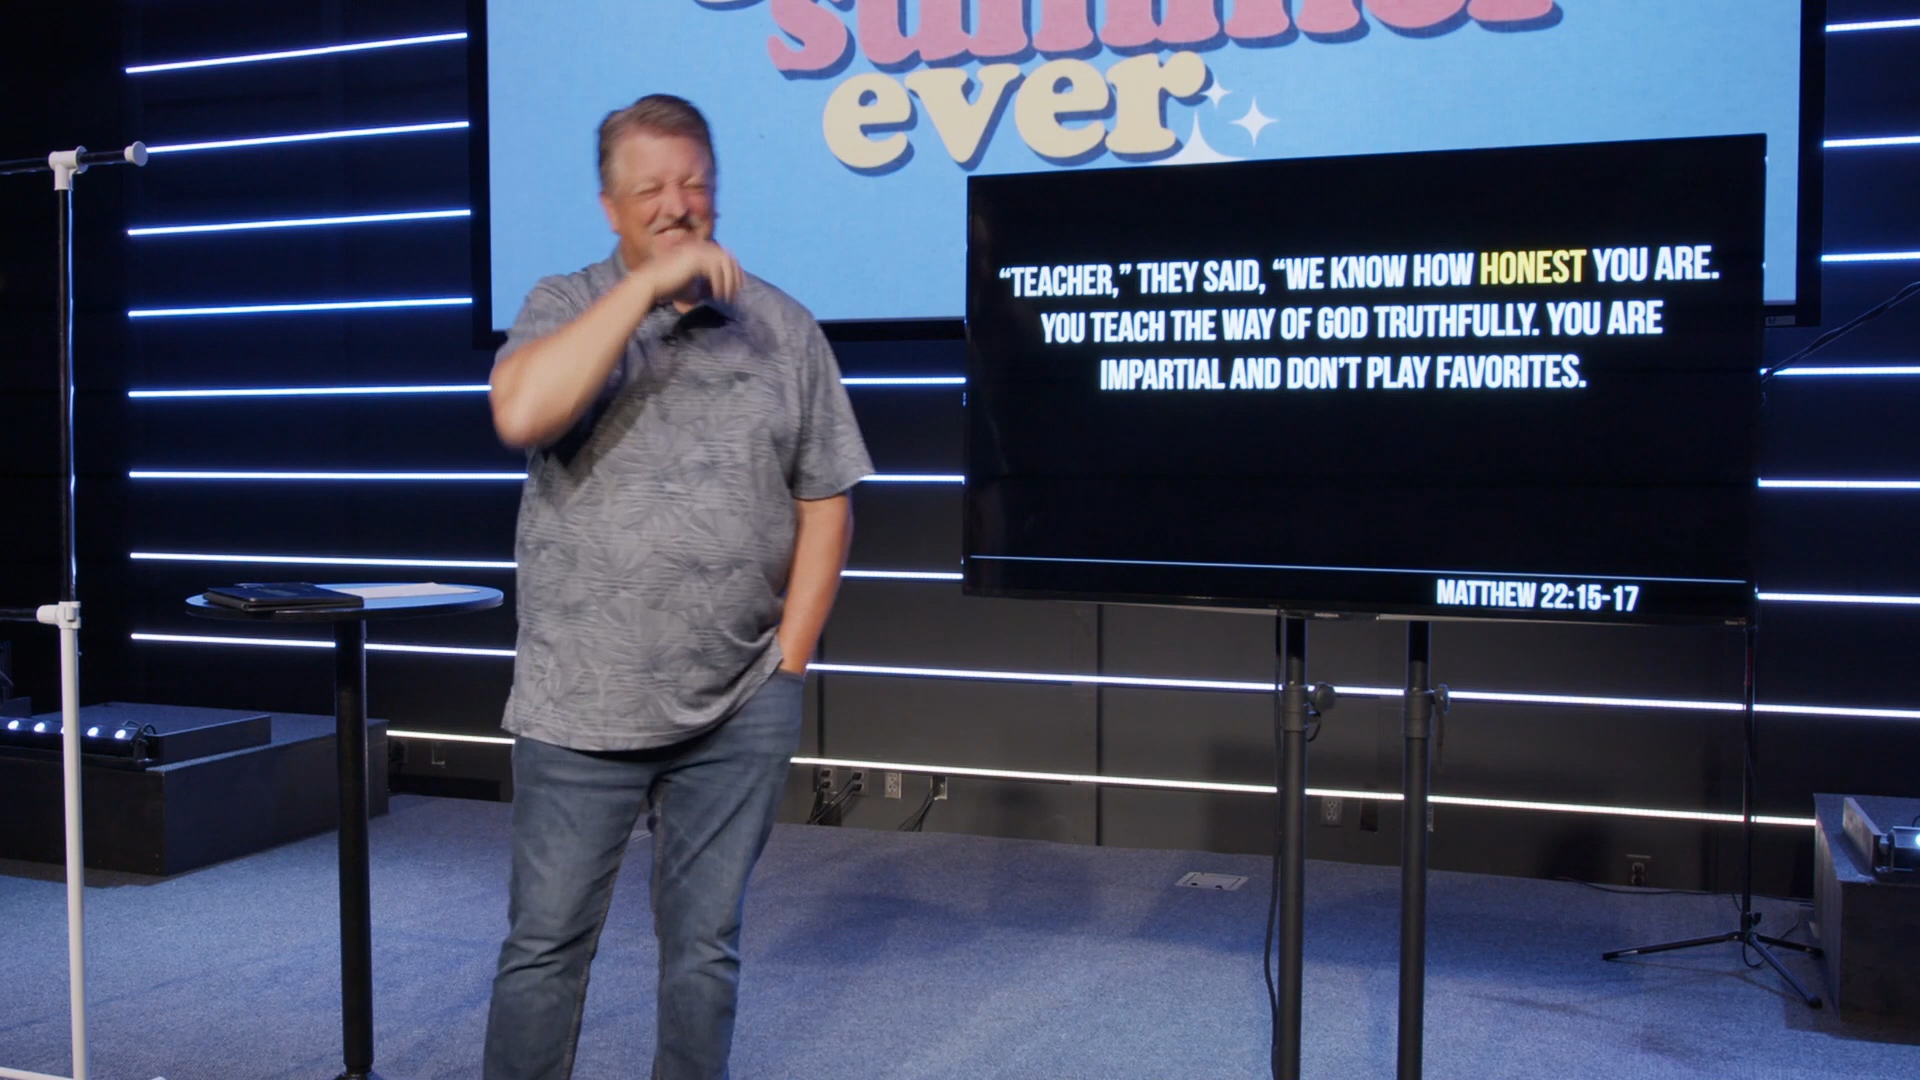 summer
ever
“TEACHER,” THEY SAID, “WE KNOW HOW HONEST YOU ARE.
YOU TEACH THE WAY OF GOD TRUTHFULLY. YOU ARE
IMPARTIAL AND DON’T PLAY FAVORITES.
MATTHEW 22:15-17